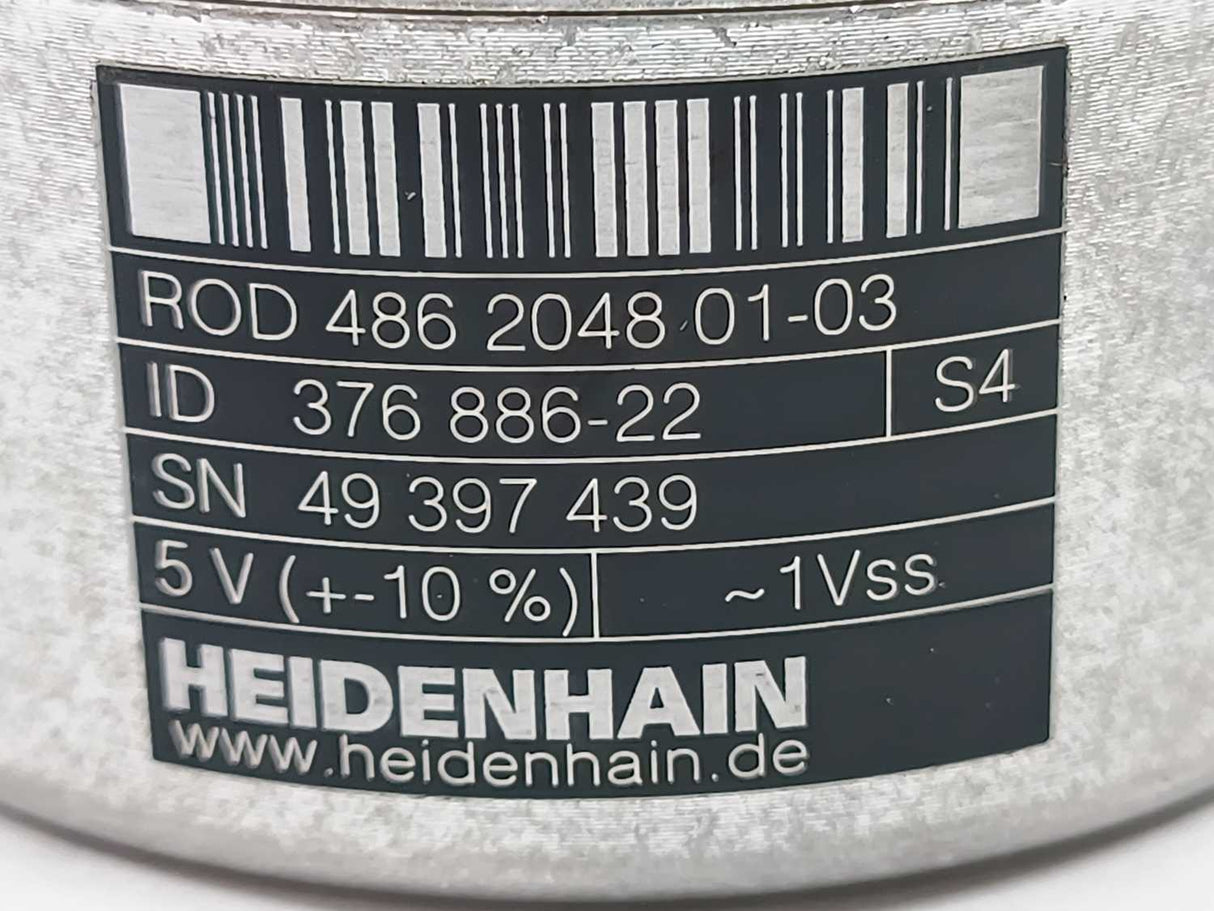 ROD 486 2048 01-03
ID 376 886-22 S4
SN 49 397 439
5 V (+-10 %) ~1Vss
HEIDENHAIN
www.heidenhain.de